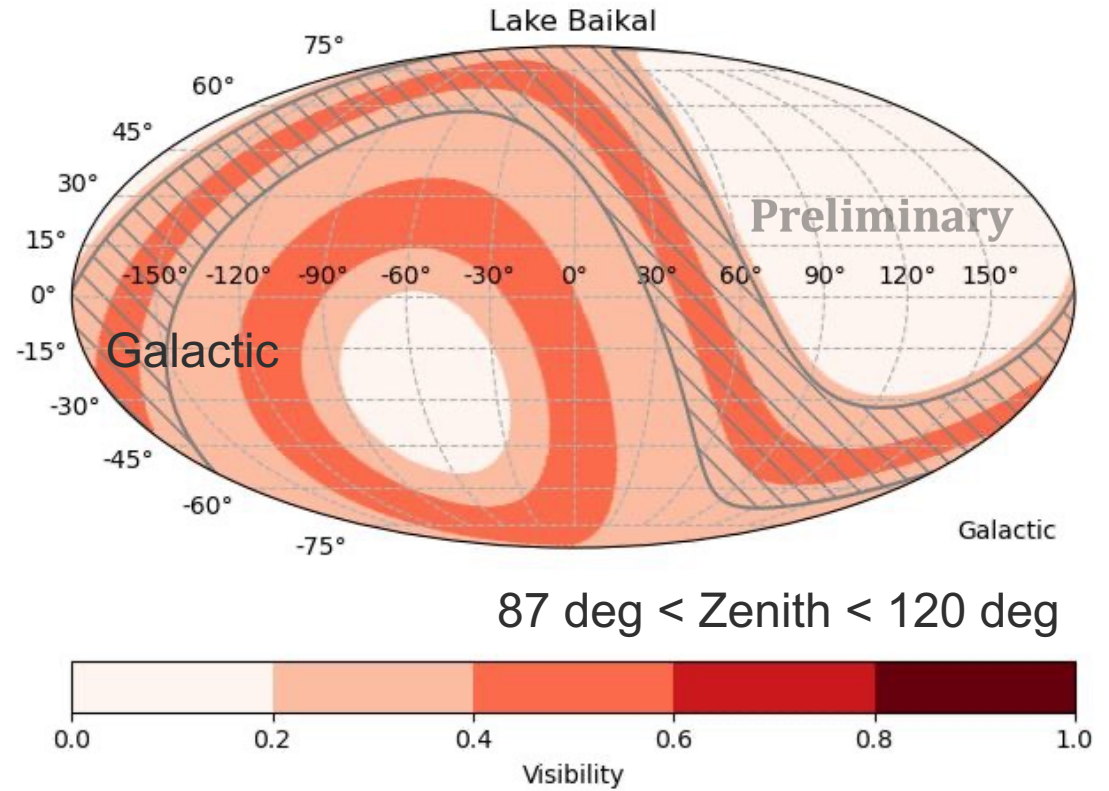 Lake Baikal
75°
60°
45°
30°
15°
0°
-15°
-30°
-45°
-60°
-75°
-150° -120° -90° -60° -30° 0° 30° 60° 90° 120° 150°
Preliminary
Galactic
Galactic
87 deg < Zenith < 120 deg
0.0 0.2 0.4 0.6 0.8 1.0
Visibility